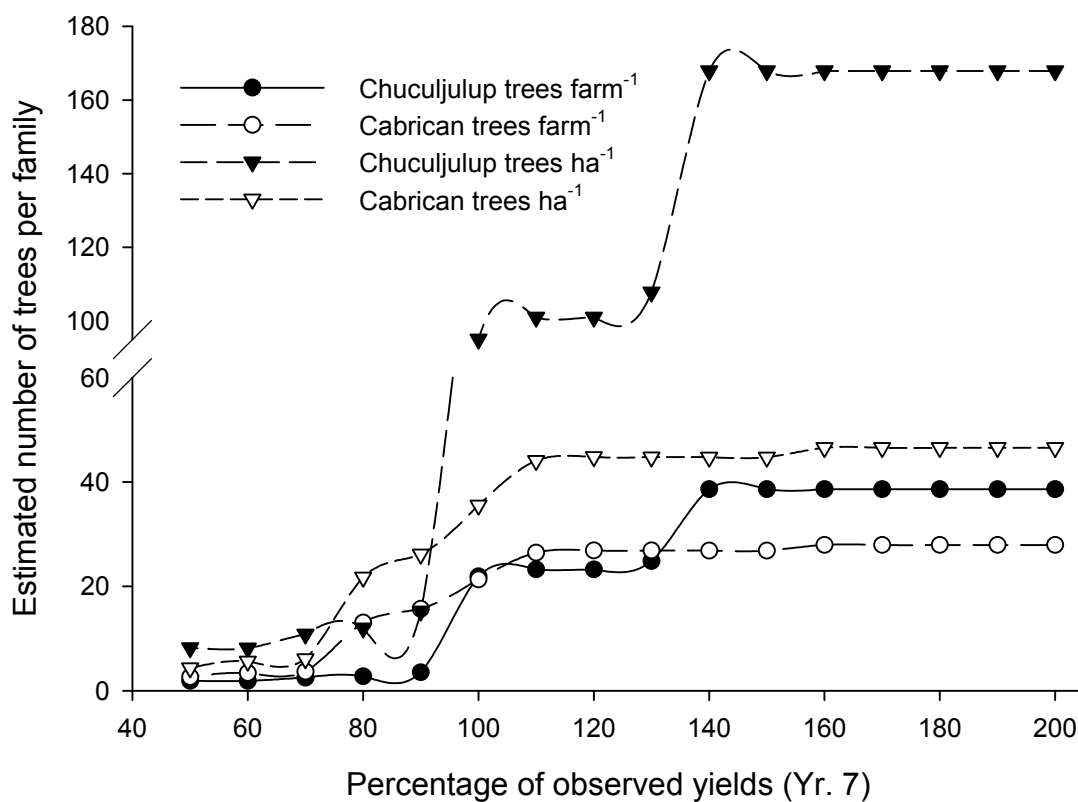 Estimated number of trees per family
180
160
140
120
100
60
40
20
0
Chuculjulup trees farm⁻¹
Cabrican trees farm⁻¹
Chuculjulup trees ha⁻¹
Cabrican trees ha⁻¹
40 60 80 100 120 140 160 180 200
Percentage of observed yields (Yr. 7)